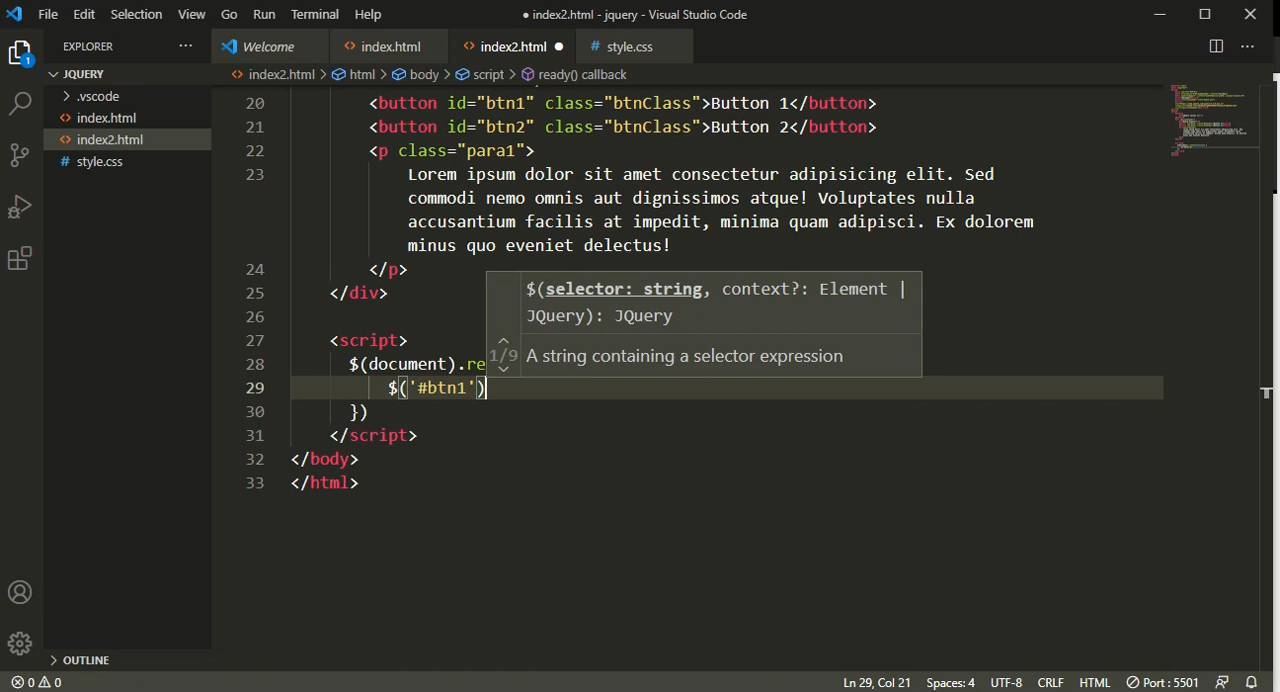 File Edit Selection View Go Run Terminal Help
● index2.html - jquery - Visual Studio Code
1
EXPLORER
Welcome
index.html
index2.html
# style.css
JQUERY
index2.html > html > body > script > ready() callback
.vscode
index.html
index2.html
# style.css
20 <button id="btn1" class="btnClass">Button 1</button>
21 <button id="btn2" class="btnClass">Button 2</button>
22 <p class="para1">
23 Lorem ipsum dolor sit amet consectetur adipisicing elit. Sed
commodi nemo omnis aut dignissimos atque! Voluptates nulla
accusantium facilis at impedit, minima quam adipisci. Ex dolorem
minus quo eveniet delectus!
24 </p>
25 </div>
26
$(selector: string, context?: Element |
JQuery): JQuery
1/9 A string containing a selector expression
27 <script>
28 $(document).re
29 $('#btn1')
30 })
31 </script>
32 </body>
33 </html>
OUTLINE
0 0
Ln 29, Col 21 Spaces: 4 UTF-8 CRLF HTML Port : 5501